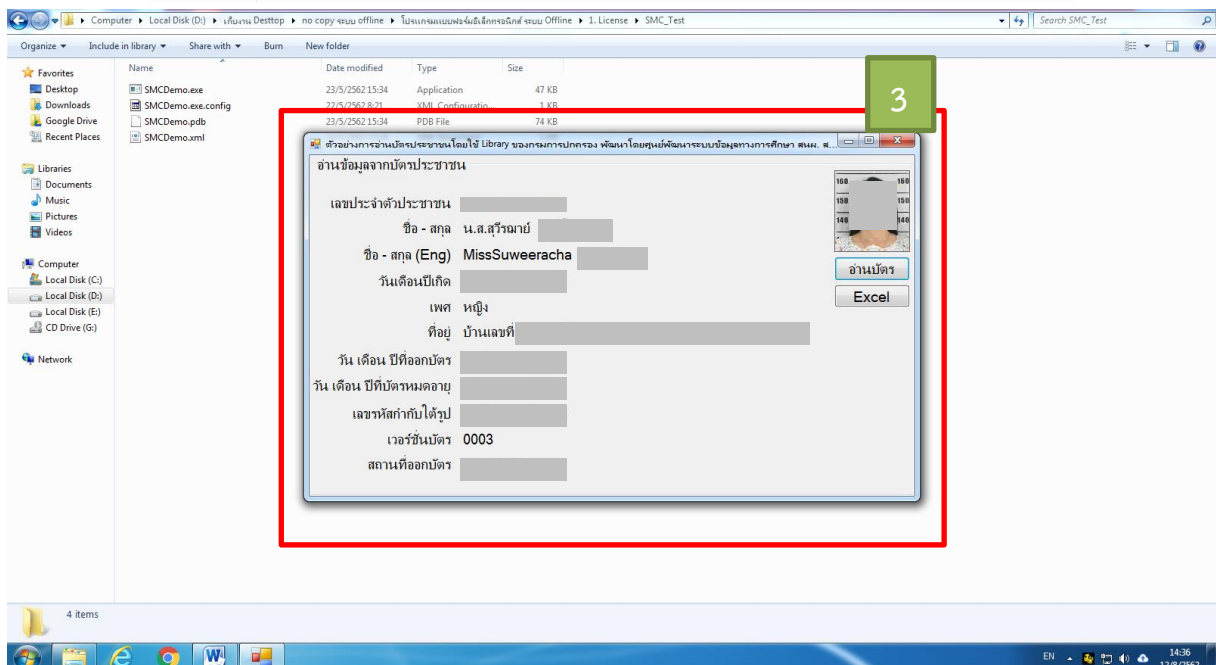 Computer ▸ Local Disk (D:) ▸ เก็บงาน Desttop ▸ no copy ระบบ offline ▸ โปรแกรมแบบฟอร์มอิเล็กทรอนิกส์ ระบบ Offline ▸ 1. License ▸ SMC_Test
Search SMC_Test
Organize Include in library Share with Burn New folder
Favorites
Desktop
Downloads
Google Drive
Recent Places
Libraries
Documents
Music
Pictures
Videos
Computer
Local Disk (C:)
Local Disk (D:)
Local Disk (E:)
CD Drive (G:)
Network
Name Date modified Type Size
SMCDemo.exe 23/5/2562 15:34 Application 47 KB
SMCDemo.exe.config 22/5/2562 8:21 XML Configuratio... 1 KB
SMCDemo.pdb 23/5/2562 15:34 PDB File 74 KB
SMCDemo.xml
3
ตัวอย่างการอ่านบัตรประชาชนโดยใช้ Library ของกรมการปกครอง พัฒนาโดยศูนย์พัฒนาระบบข้อมูลทางการศึกษา สนผ. ส...
อ่านข้อมูลจากบัตรประชาชน
เลขประจำตัวประชาชน
ชื่อ - สกุล น.ส.สุวีรฌาย์
ชื่อ - สกุล (Eng) MissSuweeracha
วันเดือนปีเกิด
เพศ หญิง
ที่อยู่ บ้านเลขที่
วัน เดือน ปีที่ออกบัตร
วัน เดือน ปีที่บัตรหมดอายุ
เลขรหัสกำกับใต้รูป
เวอร์ชั่นบัตร 0003
สถานที่ออกบัตร
160 160
150 150
140 140
อ่านบัตร
Excel
4 items
EN 14:36
12/8/2562